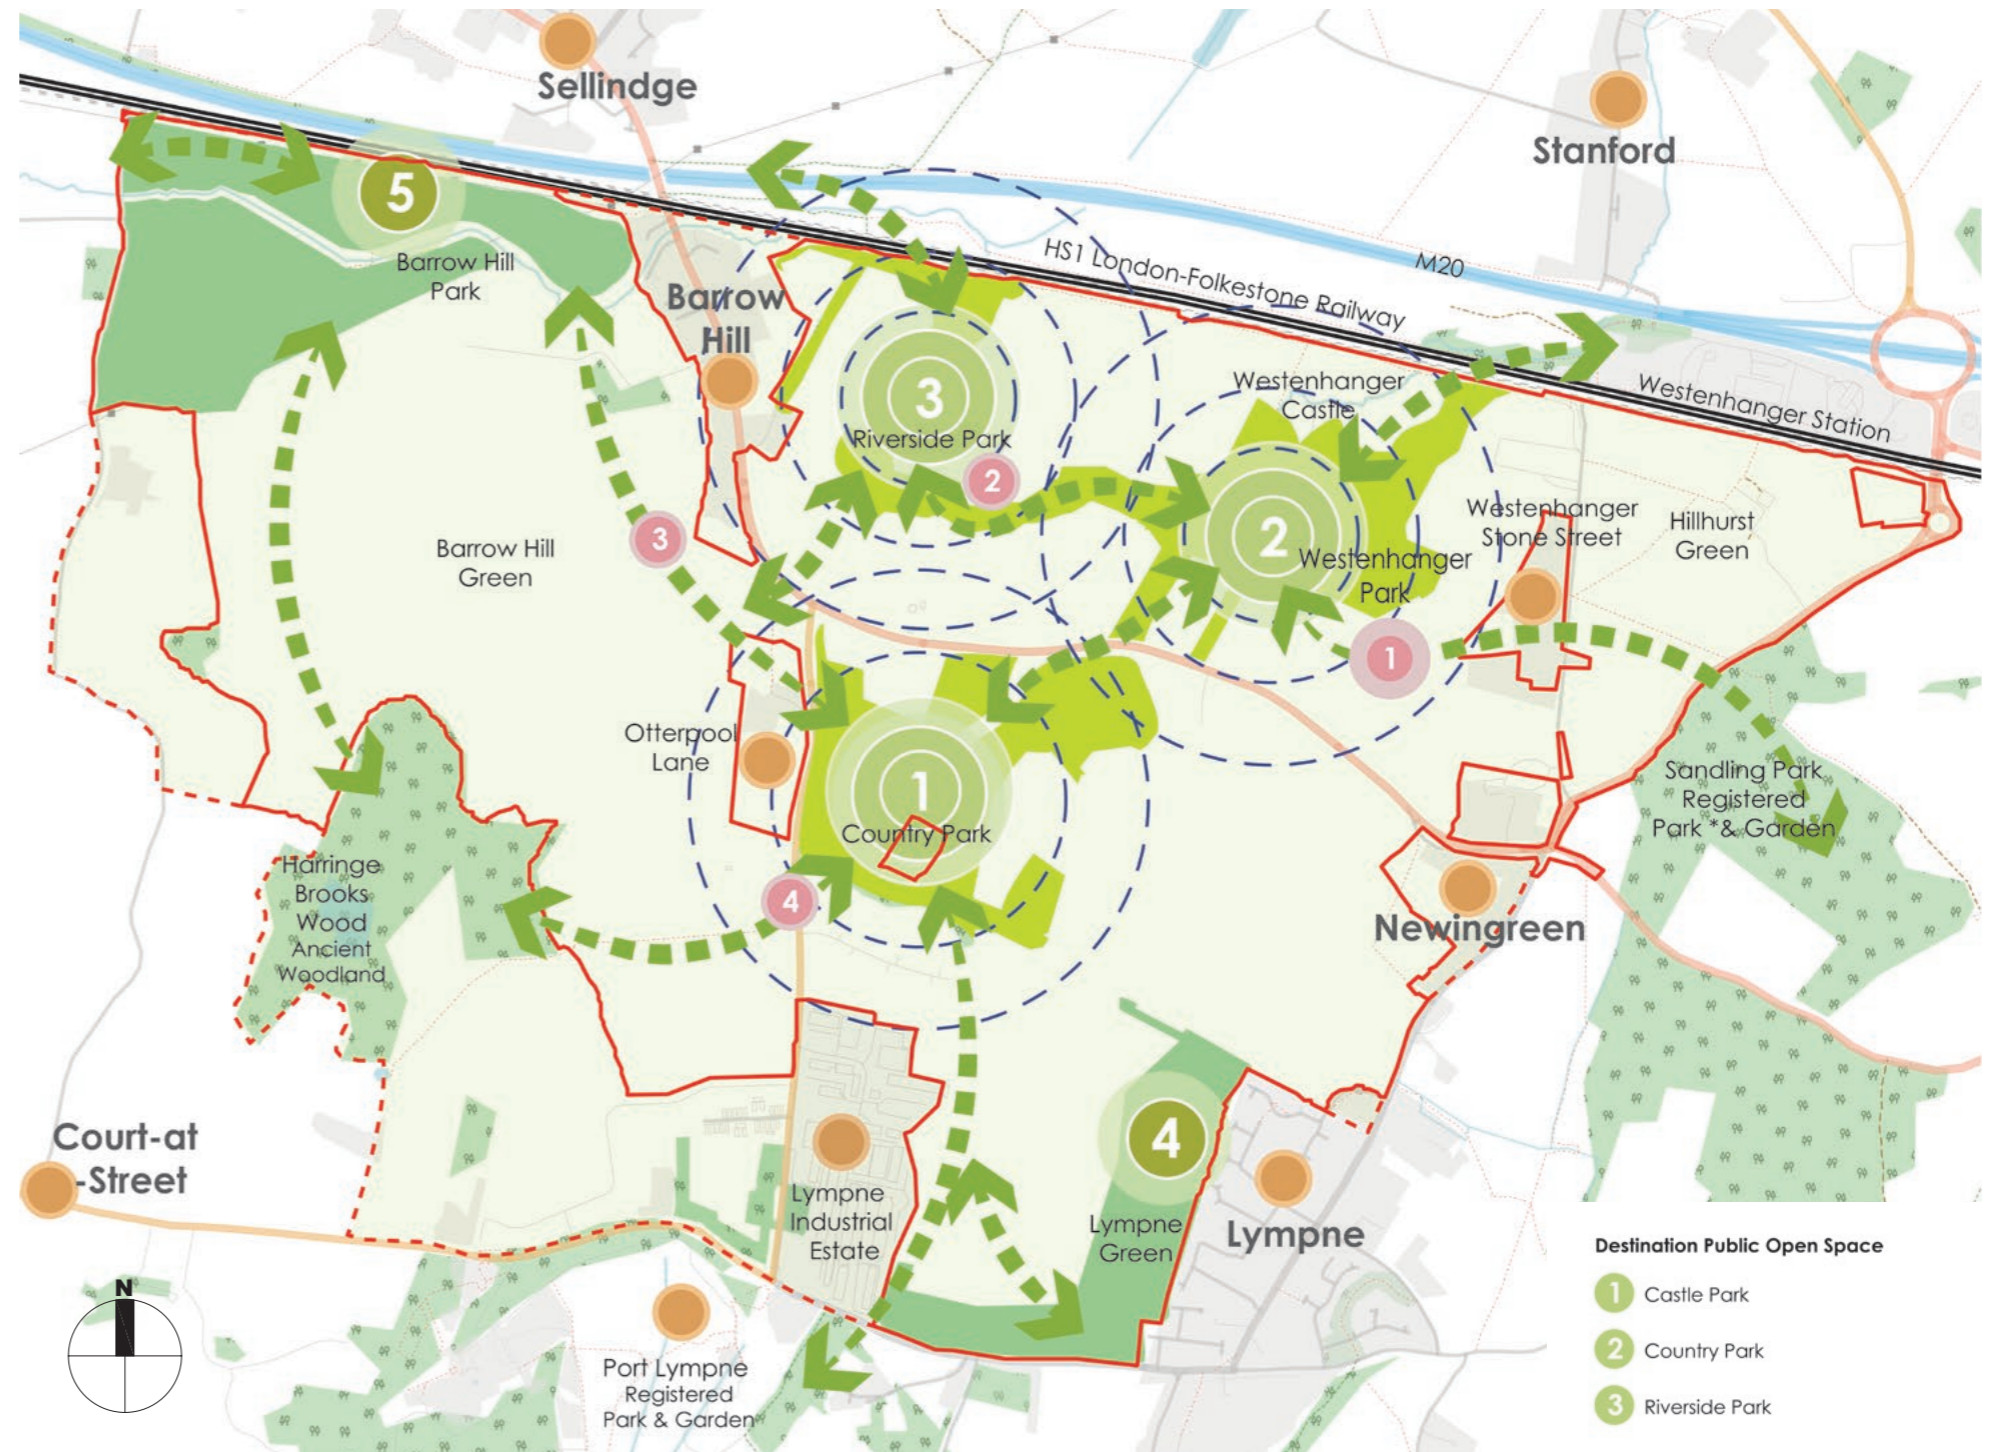 Sellindge
Stanford
5
HS1 London-Folkestone Railway
M20
Barrow Hill
Park
Barrow
Hill
3
Riverside Park
2
Westenhanger
Castle
Westenhanger Station
2
Westenhanger
Park
Westenhanger
Stone Street
Hillhurst
Green
3
Barrow Hill
Green
1
Otterpool
Lane
1
Country Park
Sandling Park
Registered
Park *& Garden
4
Harringe
Brooks
Wood
Ancient
Woodland
Newingreen
Court-at
-Street
4
Lympne
Industrial
Estate
Lympne
Green
Lympne
N
Port Lympne
Registered
Park & Garden
Destination Public Open Space
1 Castle Park
2 Country Park
3 Riverside Park